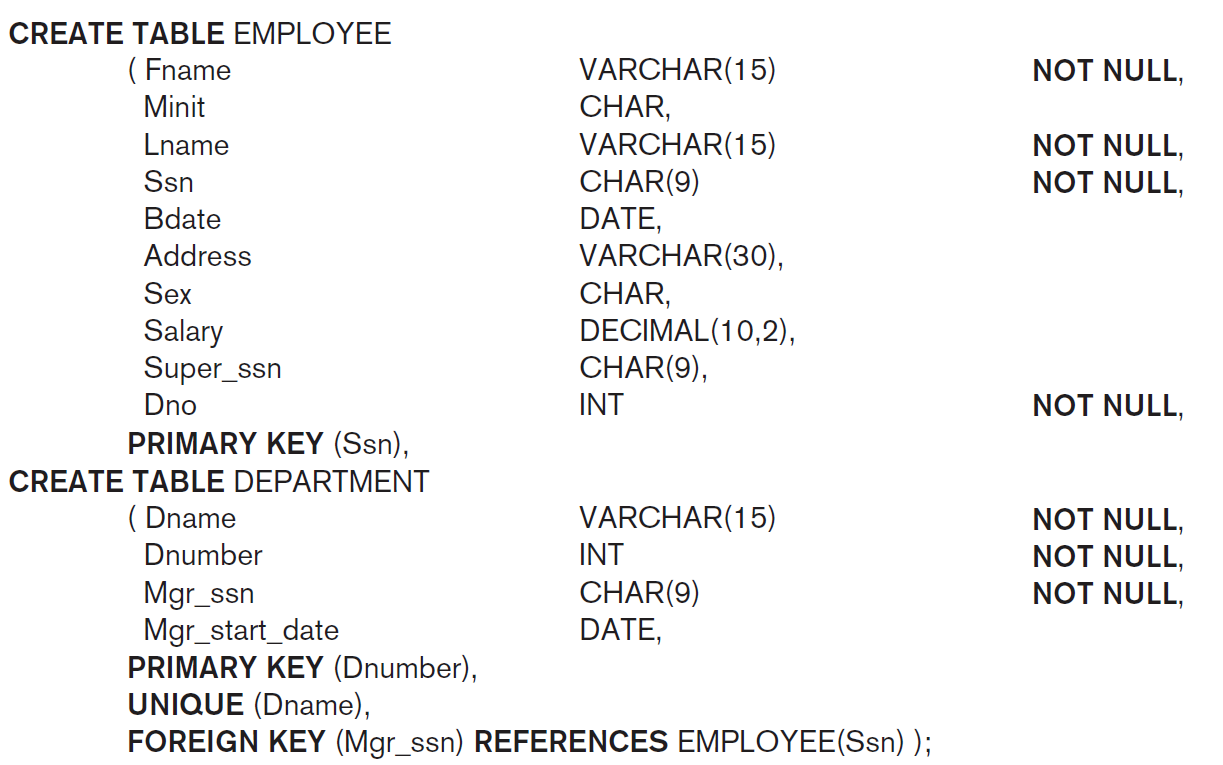 CREATE TABLE EMPLOYEE
( Fname VARCHAR(15) NOT NULL,
Minit CHAR,
Lname VARCHAR(15) NOT NULL,
Ssn CHAR(9) NOT NULL,
Bdate DATE,
Address VARCHAR(30),
Sex CHAR,
Salary DECIMAL(10,2),
Super_ssn CHAR(9),
Dno INT NOT NULL,
PRIMARY KEY (Ssn),
CREATE TABLE DEPARTMENT
( Dname VARCHAR(15) NOT NULL,
Dnumber INT NOT NULL,
Mgr_ssn CHAR(9) NOT NULL,
Mgr_start_date DATE,
PRIMARY KEY (Dnumber),
UNIQUE (Dname),
FOREIGN KEY (Mgr_ssn) REFERENCES EMPLOYEE(Ssn) );